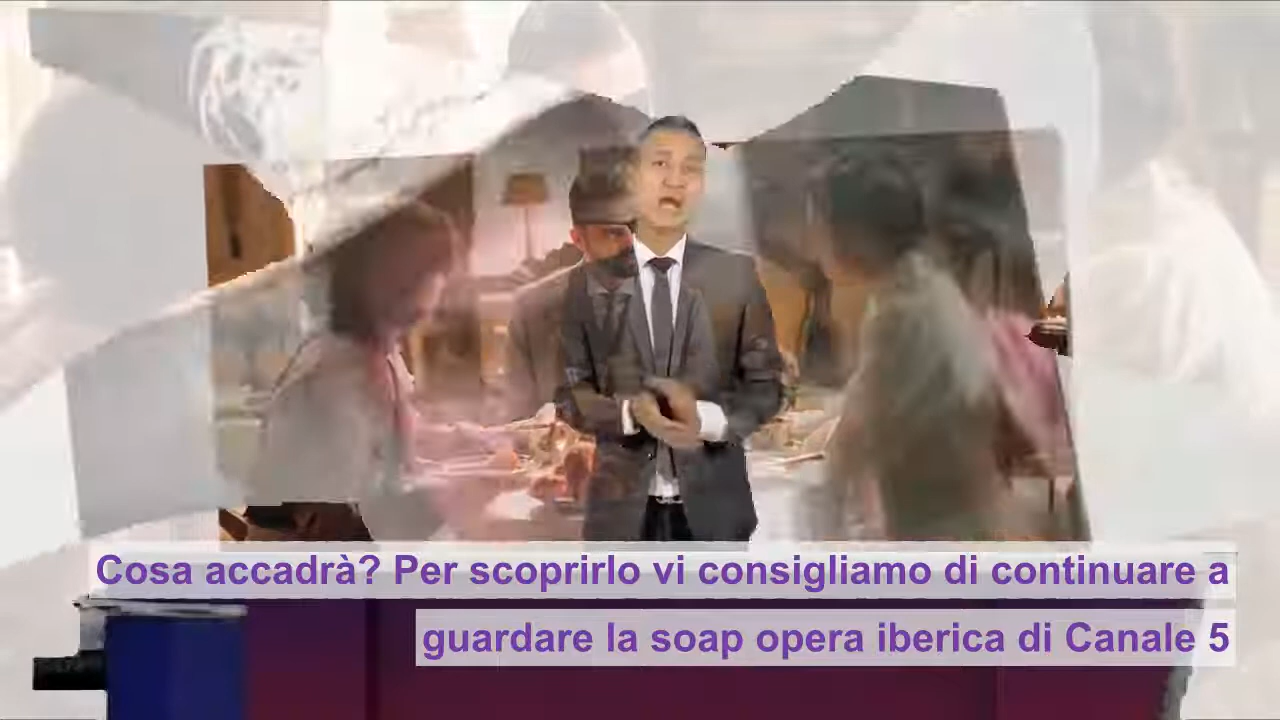 Cosa accadrà? Per scoprirlo vi consigliamo di continuare a
guardare la soap opera iberica di Canale 5